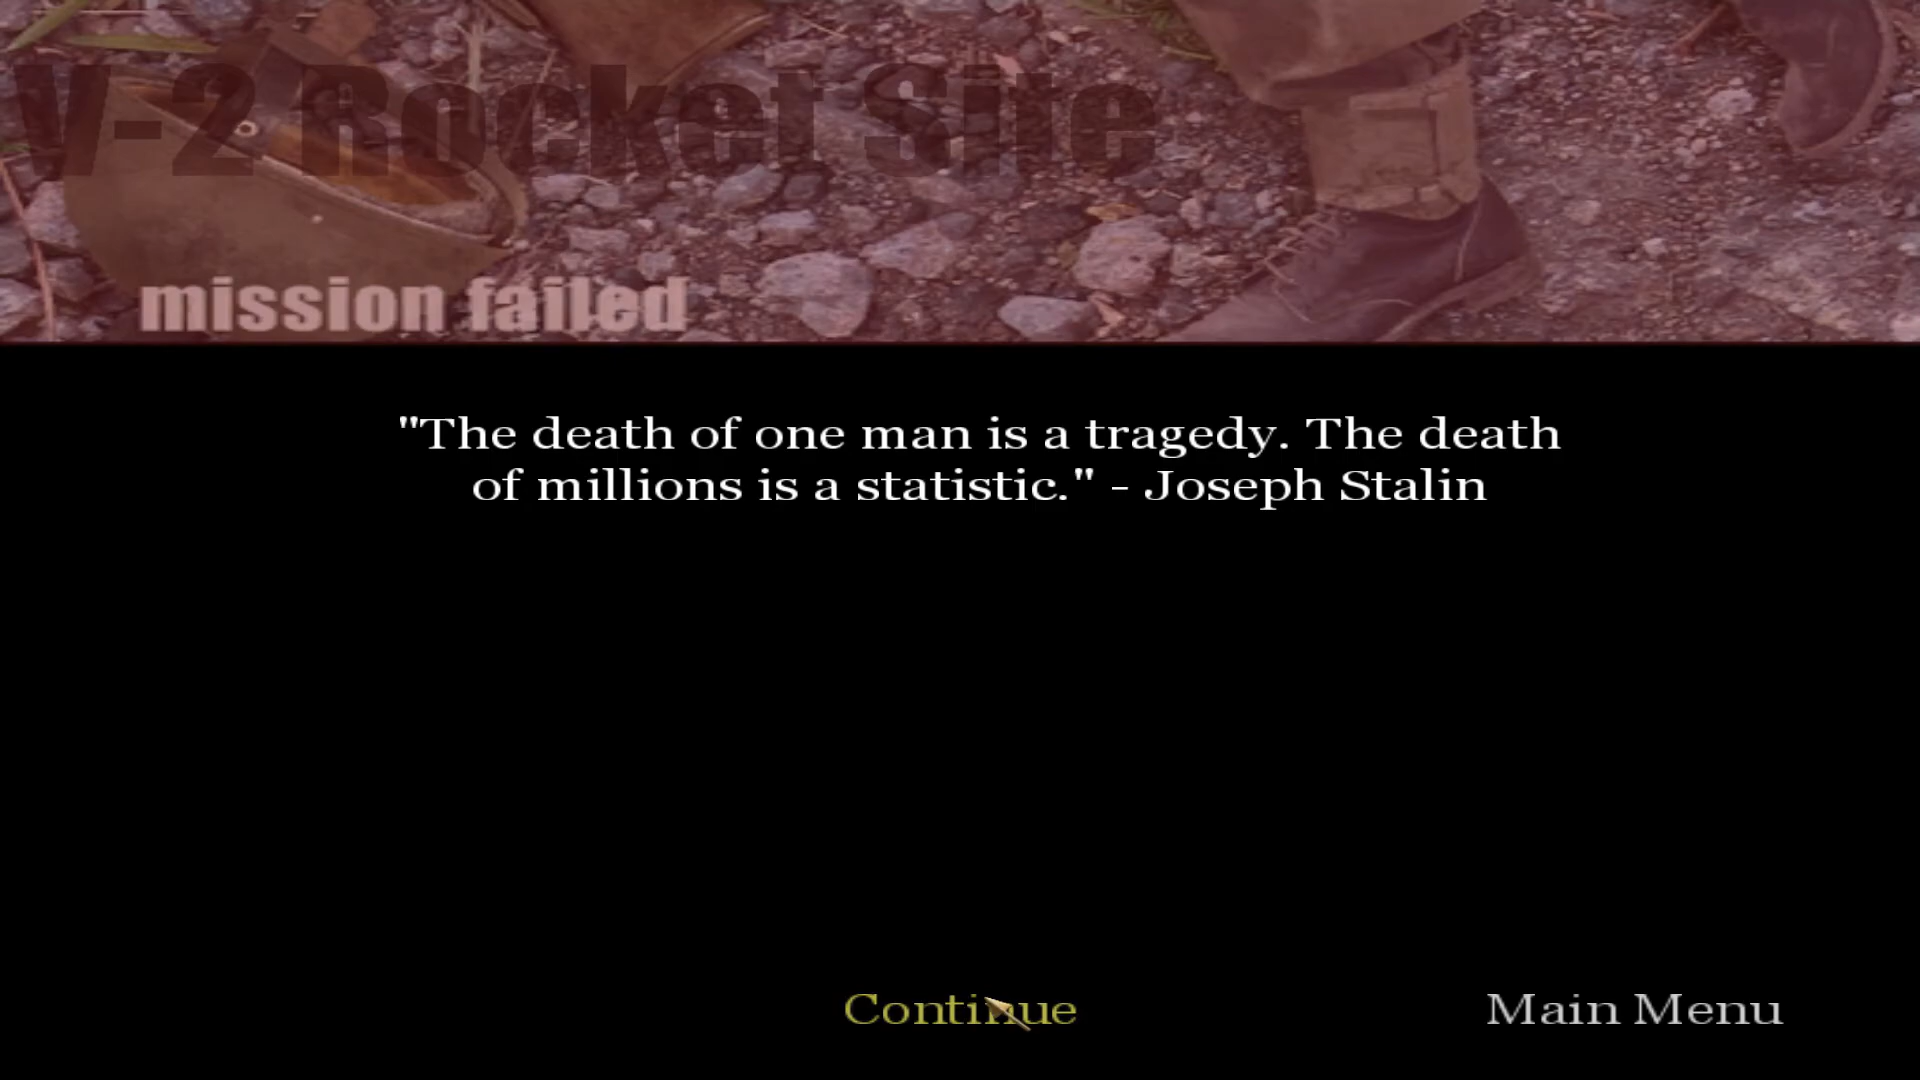 V-2 Rocket Site
mission failed
"The death of one man is a tragedy. The death
of millions is a statistic." - Joseph Stalin
Continue
Main Menu